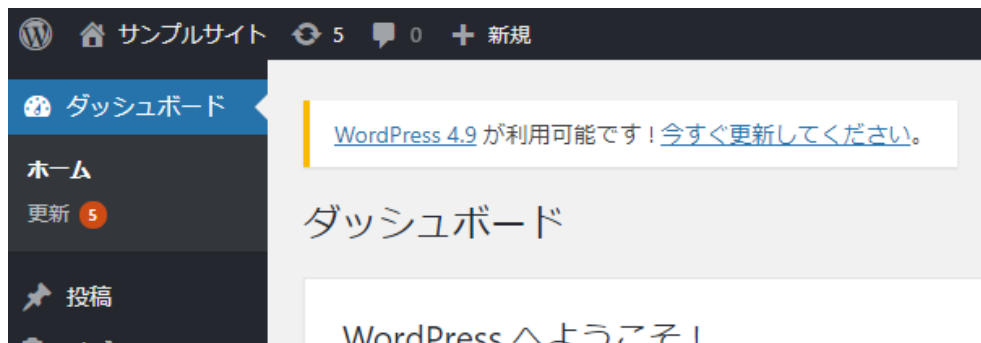 サンプルサイト 5 0 新規
ダッシュボード
WordPress 4.9 が利用可能です ! 今すぐ更新してください。
ホーム
更新 5
ダッシュボード
投稿
WordPress へようこそ !